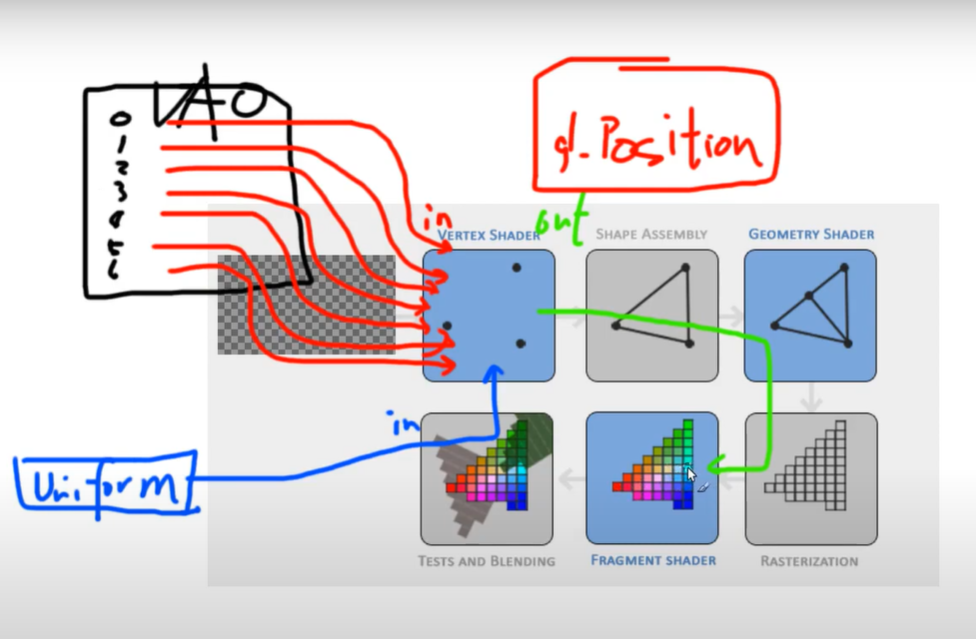 VAO
0
1
2
3
4
5
6
gl_Position
in
out
VERTEX SHADER
SHAPE ASSEMBLY
GEOMETRY SHADER
in
Uniform
TESTS AND BLENDING
FRAGMENT SHADER
RASTERIZATION